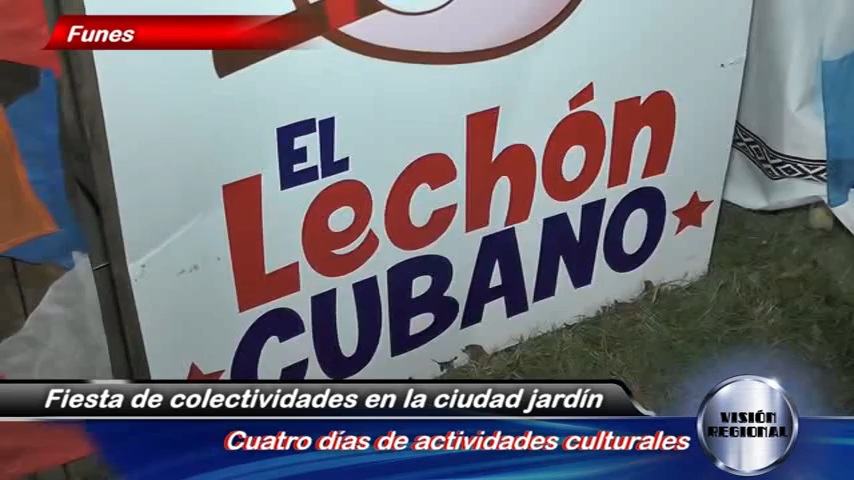 Funes
EL
Lechón
CUBANO
Fiesta de colectividades en la ciudad jardín
Cuatro días de actividades culturales
VISIÓN
REGIONAL